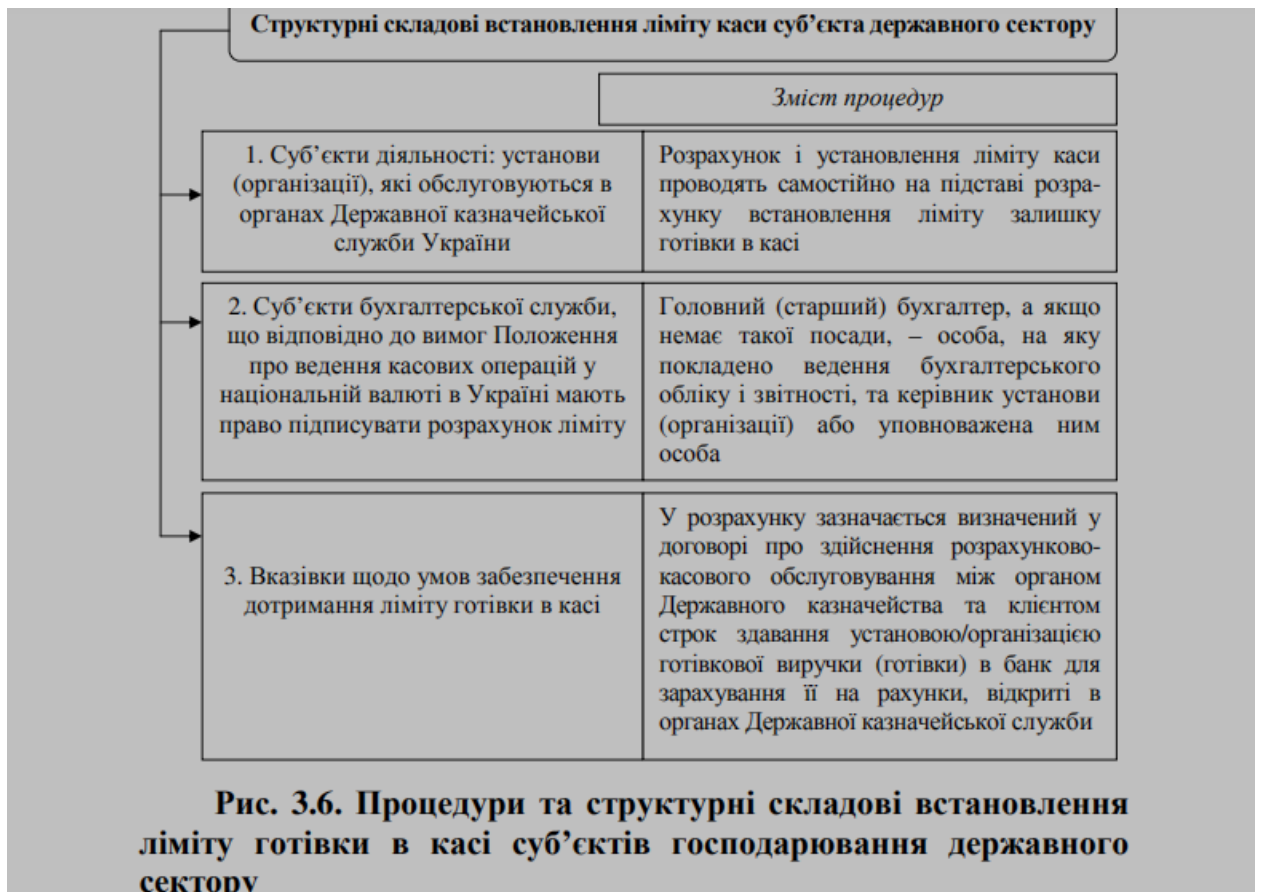 Структурні складові встановлення ліміту каси суб’єкта державного сектору
Зміст процедур
1. Суб’єкти діяльності: установи
(організації), які обслуговуються в
органах Державної казначейської
служби України
Розрахунок і установлення ліміту каси
проводять самостійно на підставі розра-
хунку встановлення ліміту залишку
готівки в касі
2. Суб’єкти бухгалтерської служби,
що відповідно до вимог Положення
про ведення касових операцій у
національній валюті в Україні мають
право підписувати розрахунок ліміту
Головний (старший) бухгалтер, а якщо
немає такої посади, – особа, на яку
покладено ведення бухгалтерського
обліку і звітності, та керівник установи
(організації) або уповноважена ним
особа
3. Вказівки щодо умов забезпечення
дотримання ліміту готівки в касі
У розрахунку зазначається визначений у
договорі про здійснення розрахунково-
касового обслуговування між органом
Державного казначейства та клієнтом
строк здавання установою/організацією
готівкової виручки (готівки) в банк для
зарахування її на рахунки, відкриті в
органах Державної казначейської служби
Рис. 3.6. Процедури та структурні складові встановлення
ліміту готівки в касі суб’єктів господарювання державного
сектору